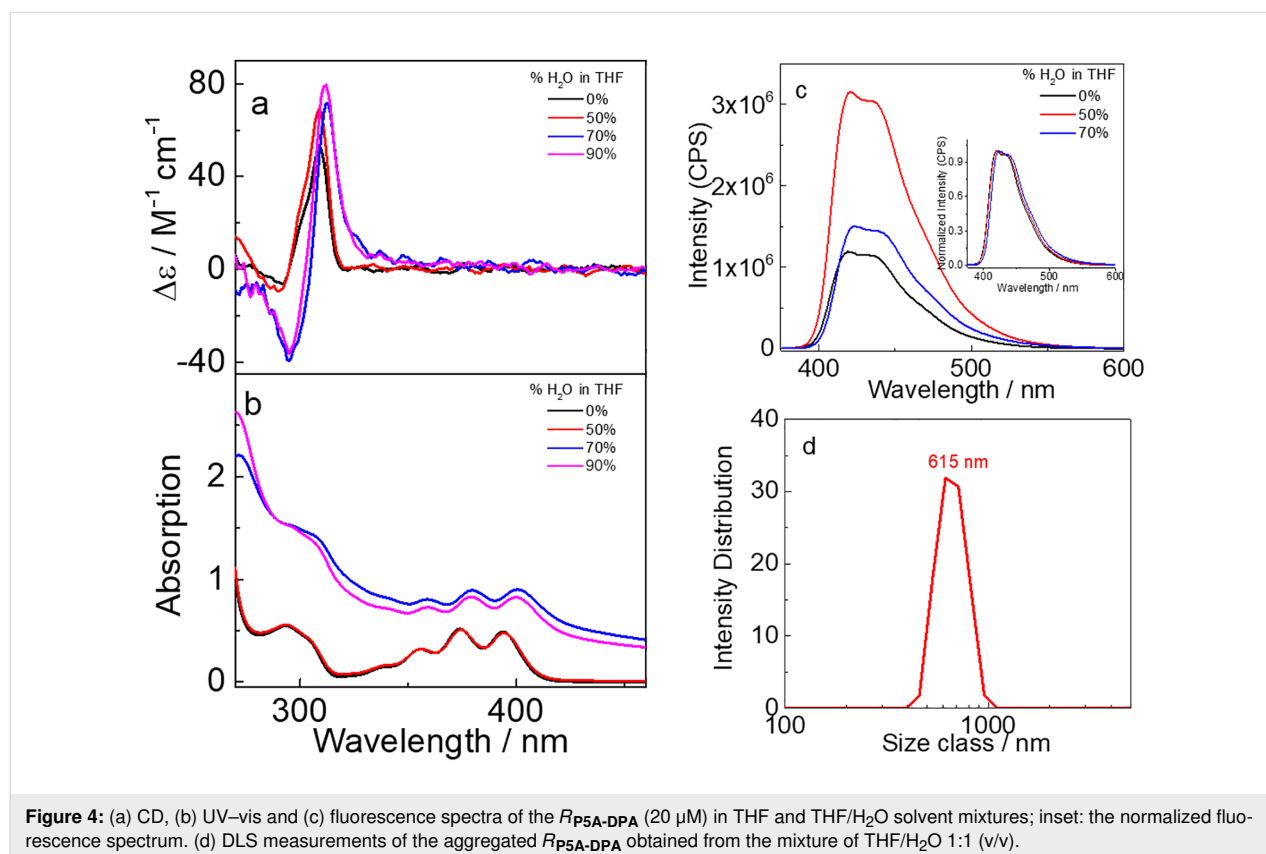 a
% H₂O in THF
0%
50%
70%
90%
80
40
0
-40
Δε / M⁻¹ cm⁻¹
b
% H₂O in THF
0%
50%
70%
90%
2
1
0
Absorption
300
400
Wavelength / nm
c
% H₂O in THF
0%
50%
70%
3x10⁶
2x10⁶
1x10⁶
0
Intensity (CPS)
400
500
600
Wavelength / nm
0.9
0.6
0.3
0.0
Normalized Intensity (CPS)
400
500
600
Wavelength / nm
d
615 nm
40
30
20
10
0
Intensity Distribution
100
1000
Size class / nm
Figure 4: (a) CD, (b) UV–vis and (c) fluorescence spectra of the R_P5A-DPA (20 µM) in THF and THF/H₂O solvent mixtures; inset: the normalized fluo-
rescence spectrum. (d) DLS measurements of the aggregated R_P5A-DPA obtained from the mixture of THF/H₂O 1:1 (v/v).